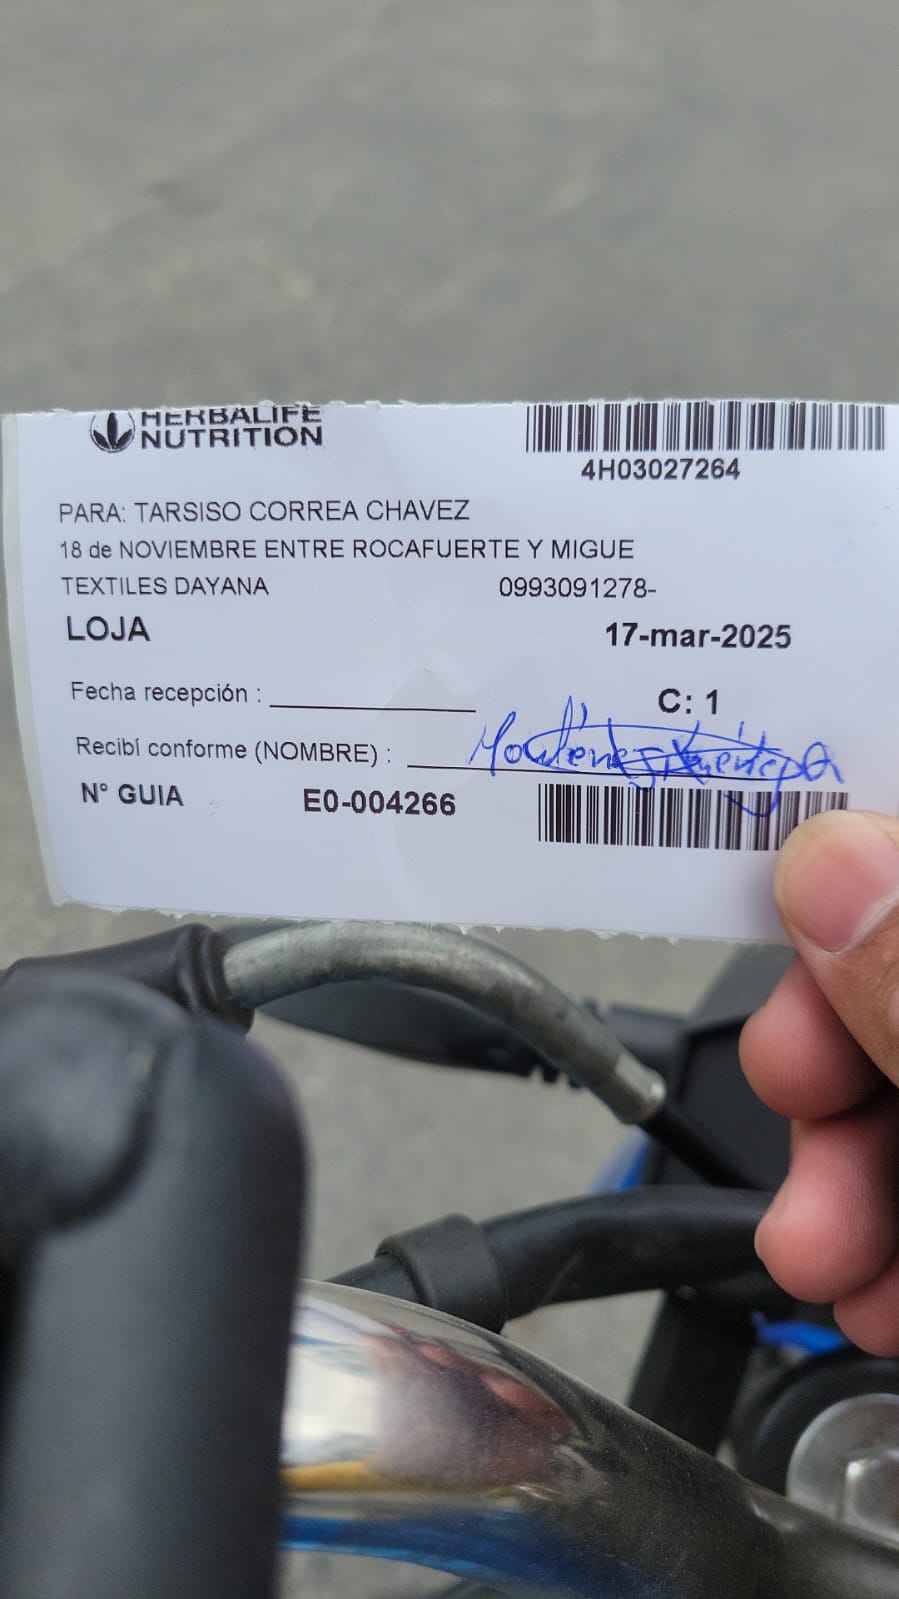 HERBALIFE
NUTRITION
4H03027264
PARA: TARSISO CORREA CHAVEZ
18 de NOVIEMBRE ENTRE ROCAFUERTE Y MIGUE
TEXTILES DAYANA 0993091278-
LOJA 17-mar-2025
Fecha recepción : C: 1
Recibí conforme (NOMBRE) :
N° GUIA E0-004266